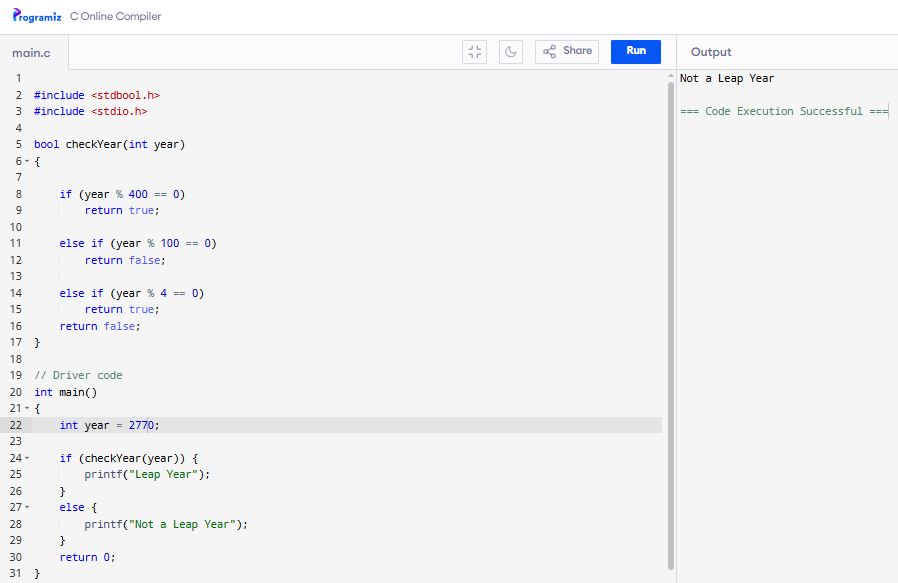 Programiz C Online Compiler
main.c Share Run Output
1
2 #include <stdbool.h>
3 #include <stdio.h>
4
5 bool checkYear(int year)
6 {
7
8 if (year % 400 == 0)
9 return true;
10
11 else if (year % 100 == 0)
12 return false;
13
14 else if (year % 4 == 0)
15 return true;
16 return false;
17 }
18
19 // Driver code
20 int main()
21 {
22 int year = 2770;
23
24 if (checkYear(year)) {
25 printf("Leap Year");
26 }
27 else {
28 printf("Not a Leap Year");
29 }
30 return 0;
31 }
Not a Leap Year
=== Code Execution Successful ===